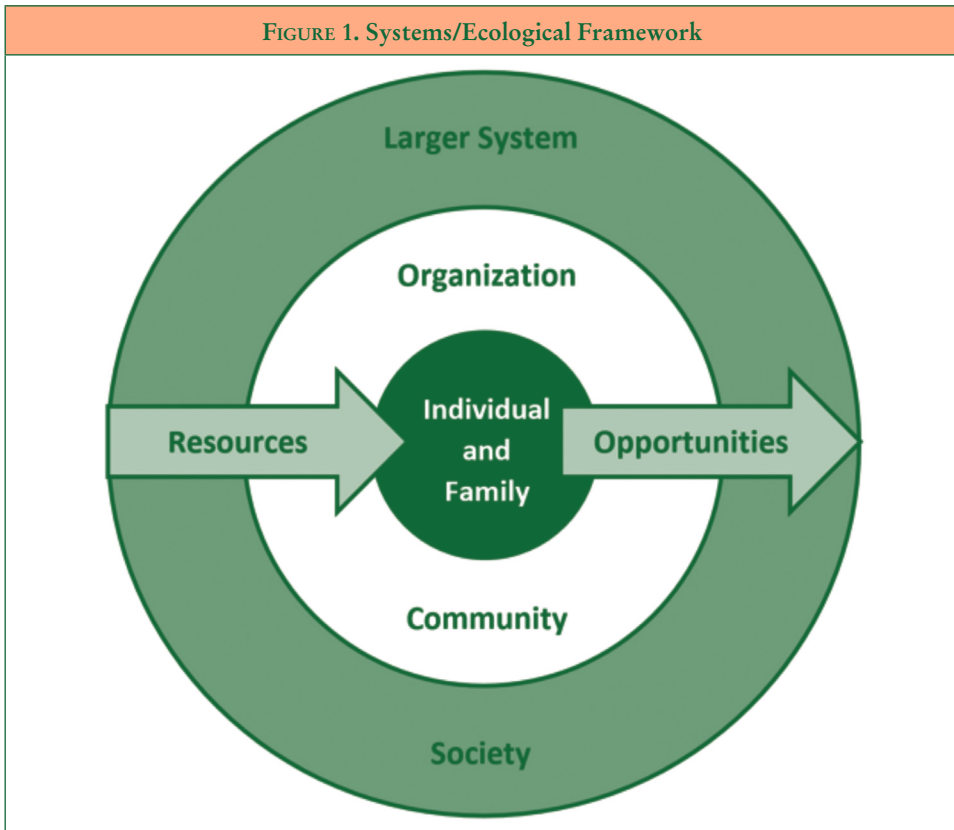 FIGURE 1. Systems/Ecological Framework
Larger System
Organization
Resources
Individual
and
Family
Opportunities
Community
Society